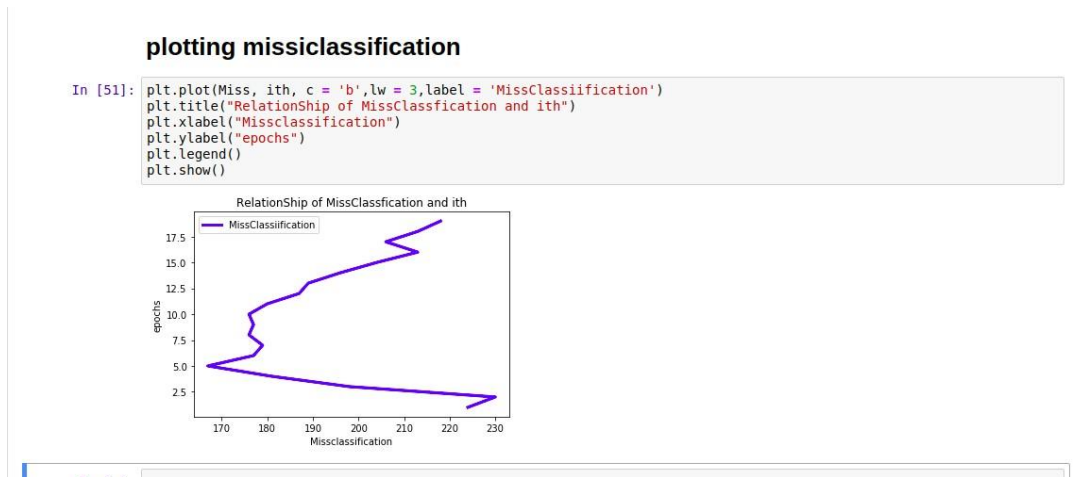 plotting missiclassification
In [51]: plt.plot(Miss, ith, c = 'b',lw = 3,label = 'MissClassiification')
plt.title("RelationShip of MissClassfication and ith")
plt.xlabel("Missclassification")
plt.ylabel("epochs")
plt.legend()
plt.show()
RelationShip of MissClassfication and ith
MissClassiification
17.5
15.0
12.5
10.0
7.5
5.0
2.5
epochs
170 180 190 200 210 220 230
Missclassification